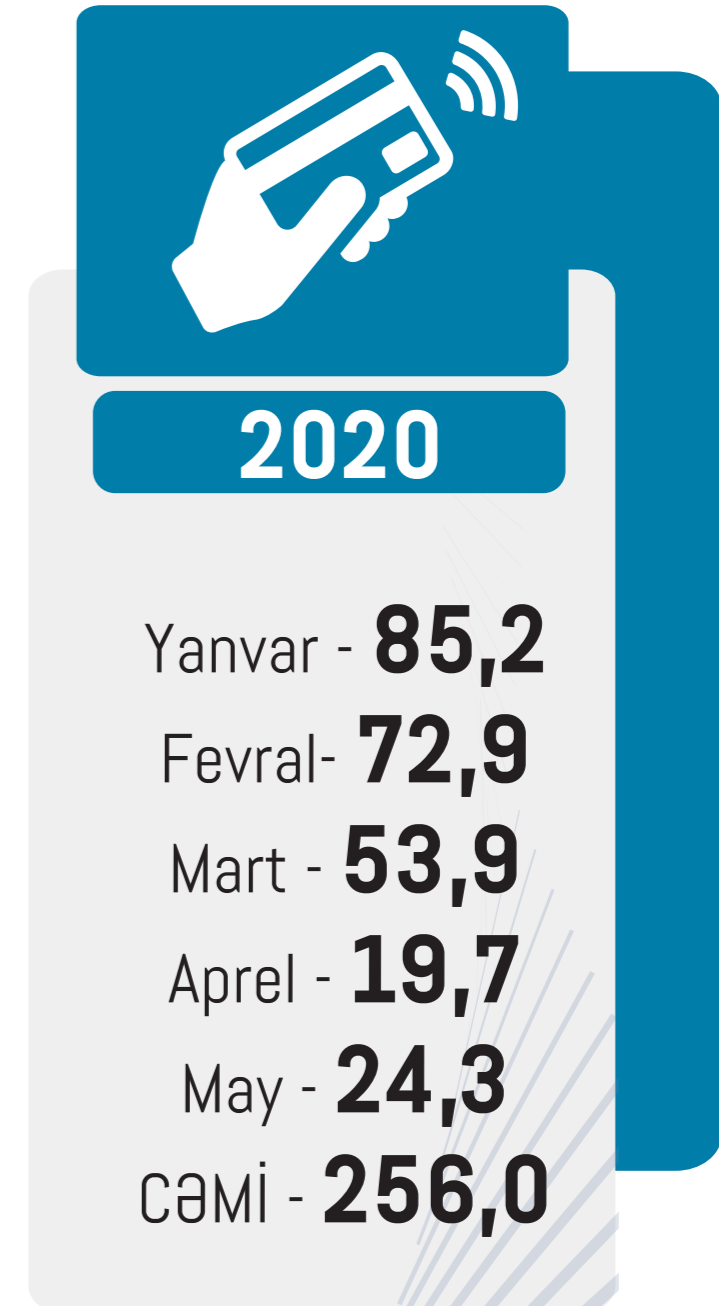 2020
Yanvar - 85,2
Fevral- 72,9
Mart - 53,9
Aprel - 19,7
May - 24,3
CƏMİ - 256,0